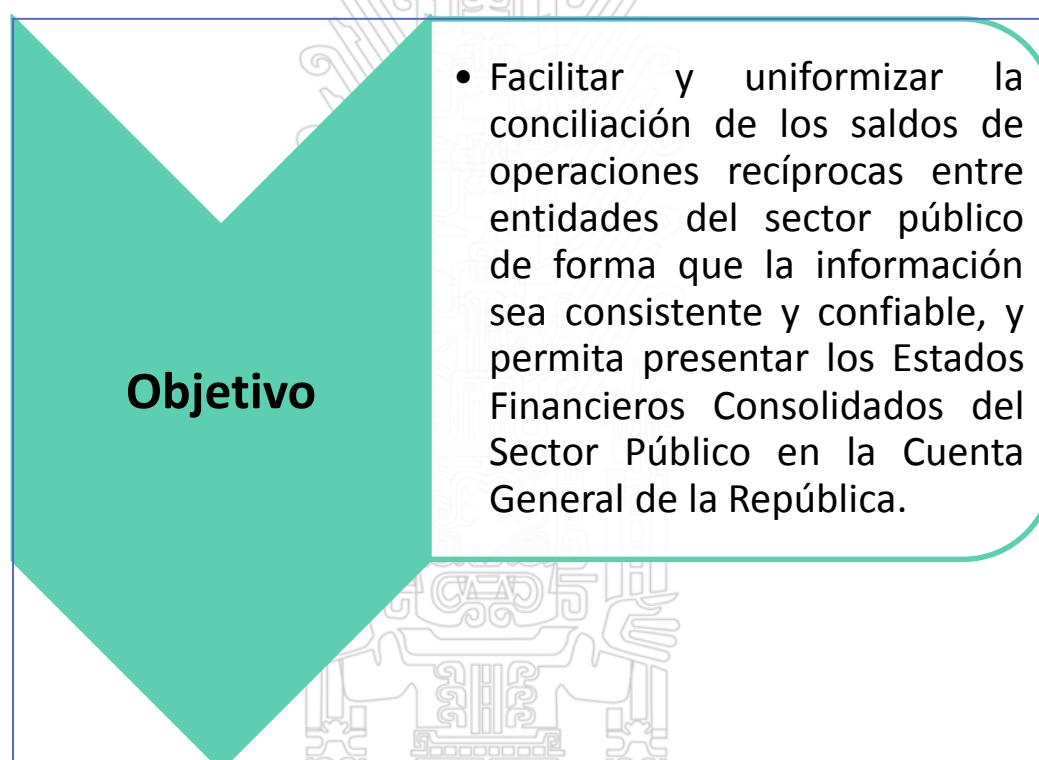 Objetivo
• Facilitar y uniformizar la
conciliación de los saldos de
operaciones recíprocas entre
entidades del sector público
de forma que la información
sea consistente y confiable, y
permita presentar los Estados
Financieros Consolidados del
Sector Público en la Cuenta
General de la República.